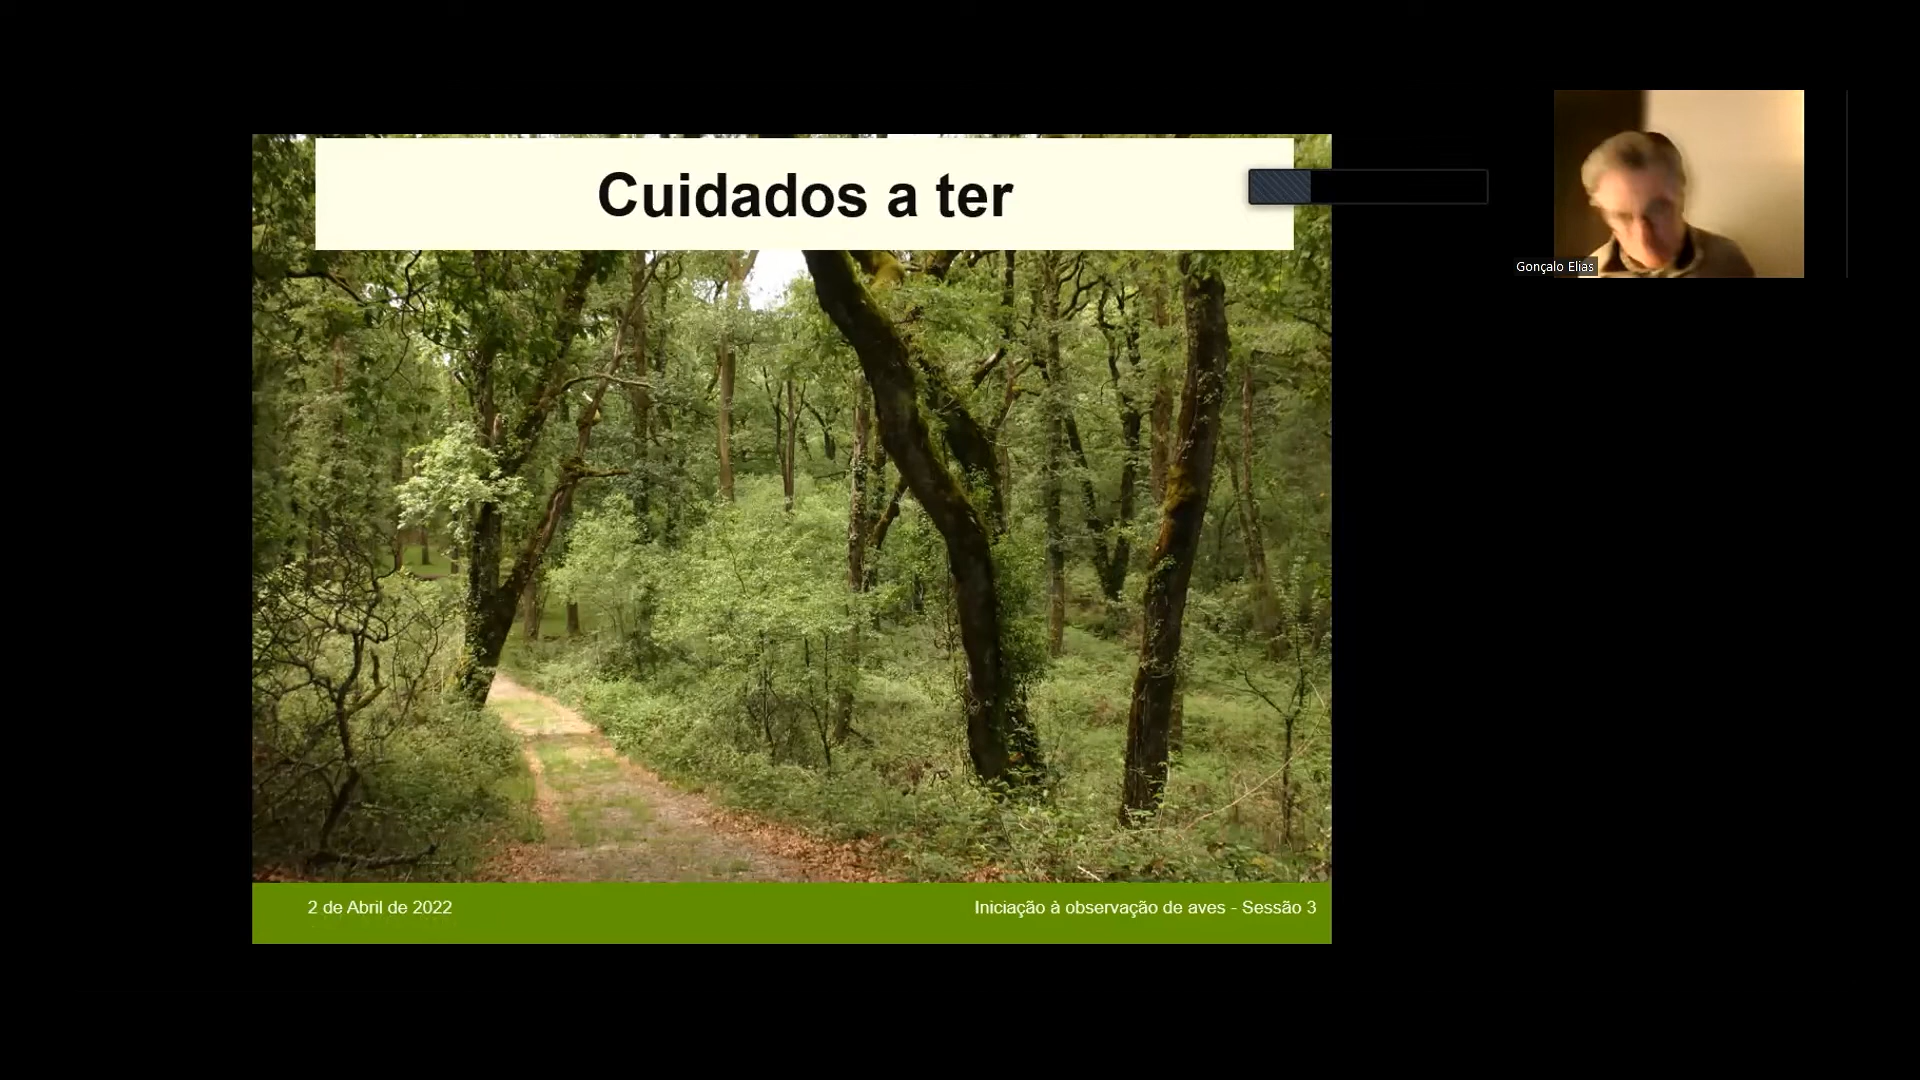 Cuidados a ter
Gonçalo Elias
2 de Abril de 2022
Iniciação à observação de aves - Sessão 3